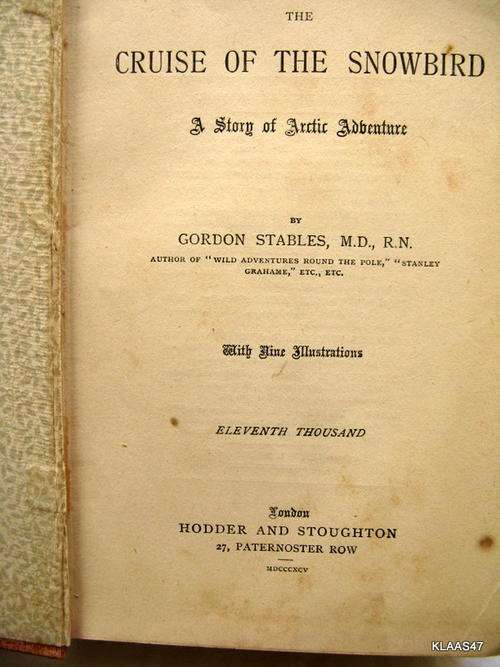 THE
CRUISE OF THE SNOWBIRD
A Story of Arctic Adventure
BY
GORDON STABLES, M.D., R.N.
AUTHOR OF "WILD ADVENTURES ROUND THE POLE," "STANLEY
GRAHAME," ETC., ETC.
With Nine Illustrations
ELEVENTH THOUSAND
London
HODDER AND STOUGHTON
27, PATERNOSTER ROW
MDCCCXCV
KLAAS47